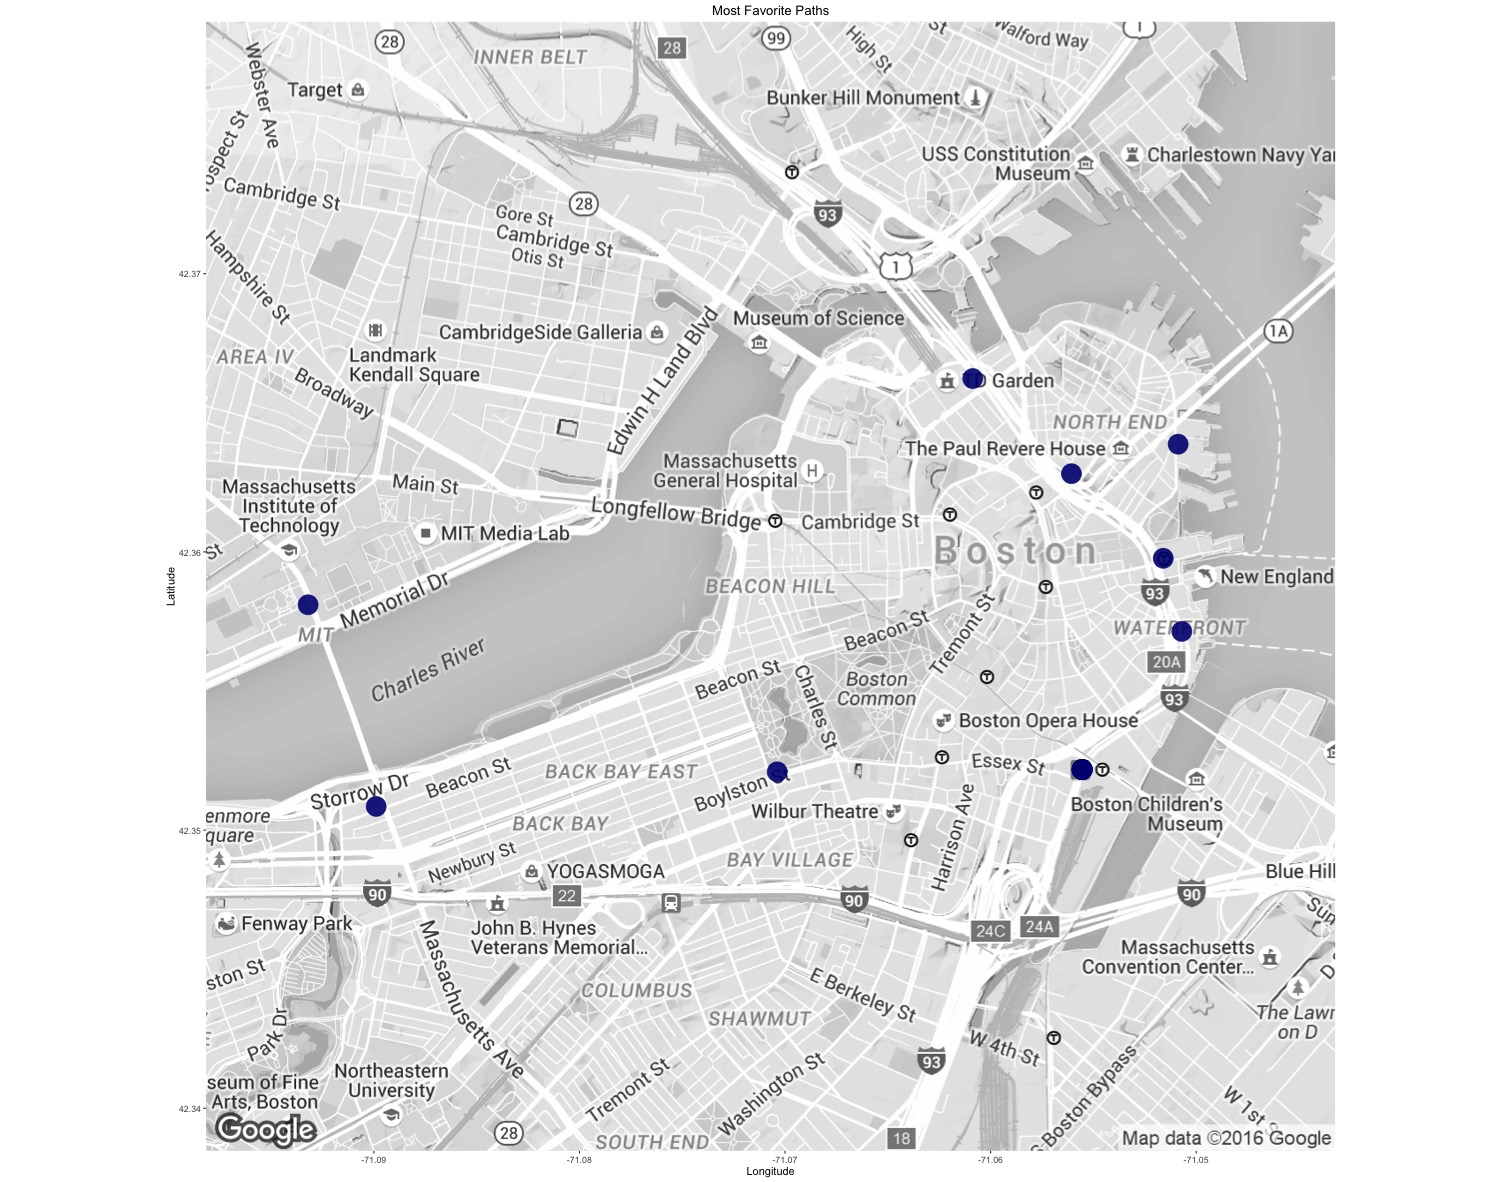 Most Favorite Paths
28
INNER BELT
28
99
High St
St
Walford Way
1
Webster Ave
Target
Bunker Hill Monument
ospect St
USS Constitution
Museum
Charlestown Navy Yar
Cambridge St
28
93
Gore St
Cambridge St
Otis St
Hampshire St
1
42.37
Museum of Science
CambridgeSide Galleria
1A
AREA IV
Landmark
Kendall Square
Edwin H Land Blvd
Broadway
D Garden
NORTH END
The Paul Revere House
Massachusetts
General Hospital
H
Main St
Massachusetts
Institute of
Technology
Longfellow Bridge
Cambridge St
MIT Media Lab
St
42.36
Boston
New England
BEACON HILL
93
Latitude
Memorial Dr
MIT
WATERFRONT
Beacon St
Tremont St
Charles River
20A
Beacon St
Charles St
Boston
Common
93
Boston Opera House
Essex St
BACK BAY EAST
Storrow Dr
Beacon St
Boylston St
Wilbur Theatre
Boston Children's
Museum
enmore
quare
42.35
BACK BAY
Harrison Ave
Newbury St
BAY VILLAGE
YOGASMOGA
Blue Hill
90
22
90
90
Fenway Park
John B. Hynes
Veterans Memorial...
24C
24A
Sun
Massachusetts Ave
Massachusetts
Convention Center...
ston St
D S
COLUMBUS
E Berkeley St
SHAWMUT
The Lawn
on D
Park Dr
93
W 4th St
Northeastern
University
Tremont St
Washington St
S Boston Bypass
seum of Fine
Arts, Boston
W 1st S
42.34
Google
28
SOUTH END
18
Map data ©2016 Google
-71.09
-71.08
-71.07
-71.06
-71.05
Longitude